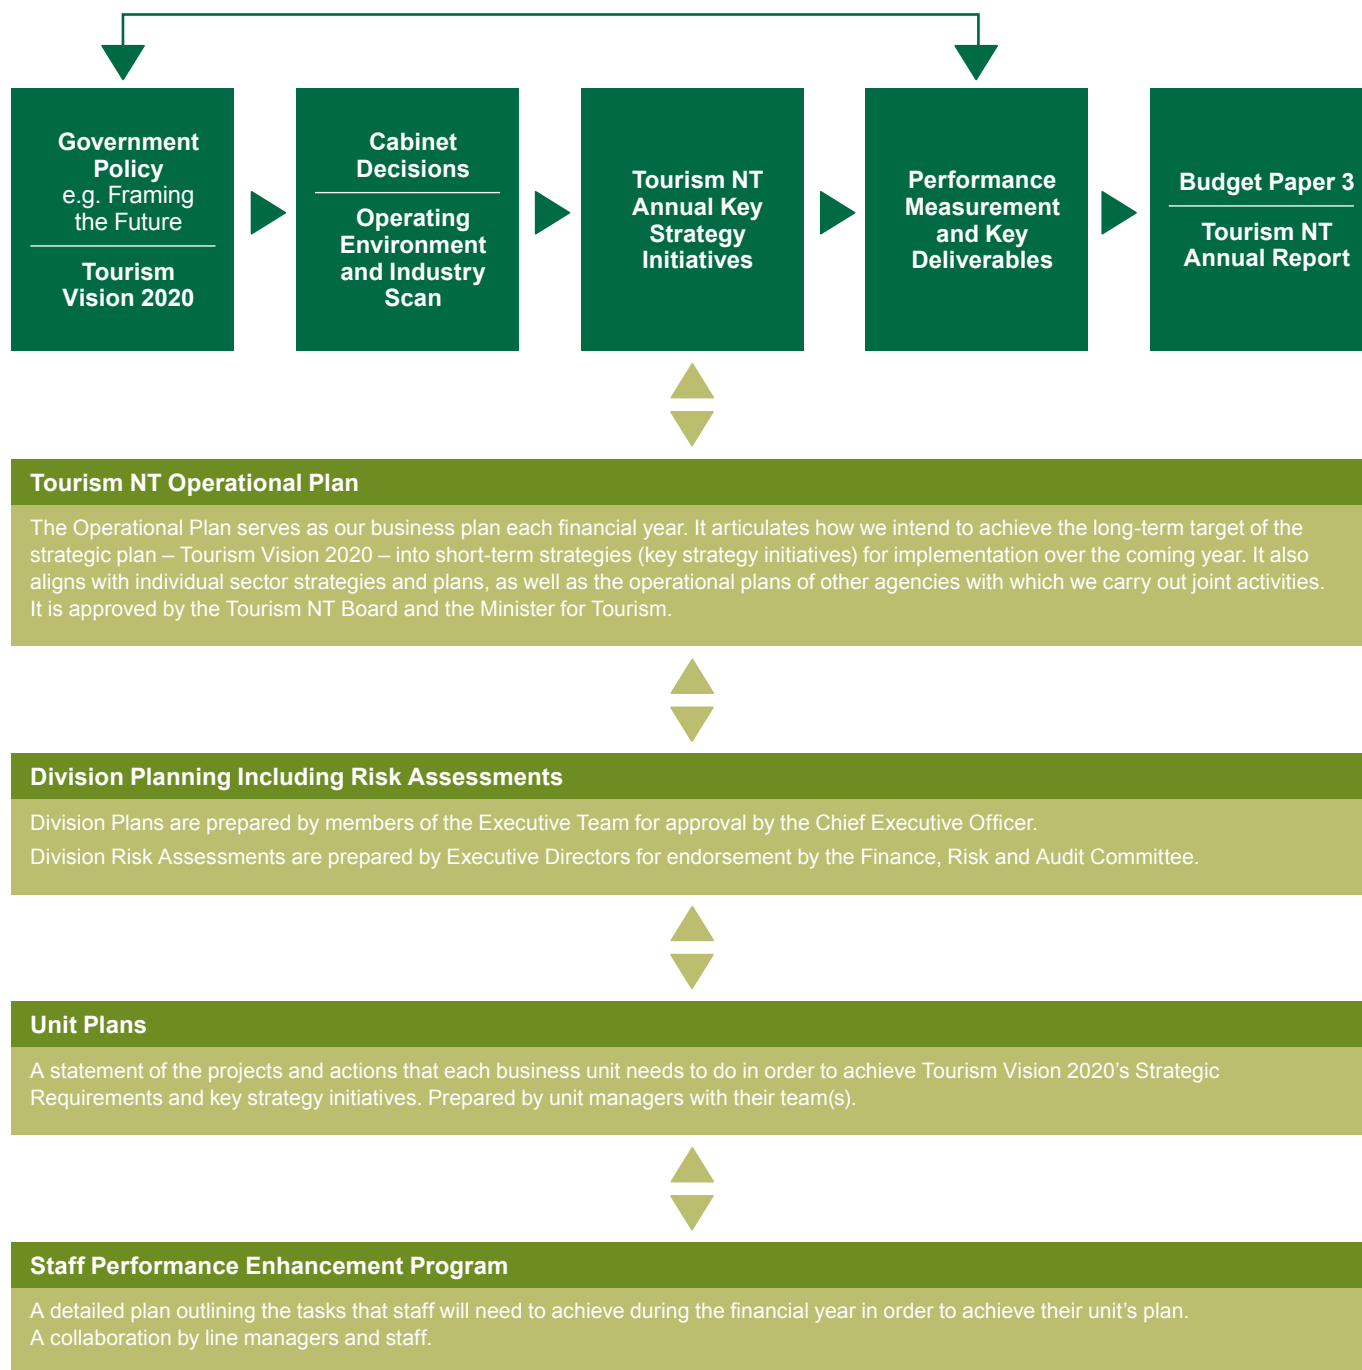 Government
Policy
e.g. Framing
the Future
Tourism
Vision 2020
Cabinet
Decisions
Operating
Environment
and Industry
Scan
Tourism NT
Annual Key
Strategy
Initiatives
Performance
Measurement
and Key
Deliverables
Budget Paper 3
Tourism NT
Annual Report
Tourism NT Operational Plan
The Operational Plan serves as our business plan each financial year. It articulates how we intend to achieve the long-term target of the
strategic plan – Tourism Vision 2020 – into short-term strategies (key strategy initiatives) for implementation over the coming year. It also
aligns with individual sector strategies and plans, as well as the operational plans of other agencies with which we carry out joint activities.
It is approved by the Tourism NT Board and the Minister for Tourism.
Division Planning Including Risk Assessments
Division Plans are prepared by members of the Executive Team for approval by the Chief Executive Officer.
Division Risk Assessments are prepared by Executive Directors for endorsement by the Finance, Risk and Audit Committee.
Unit Plans
A statement of the projects and actions that each business unit needs to do in order to achieve Tourism Vision 2020's Strategic
Requirements and key strategy initiatives. Prepared by unit managers with their team(s).
Staff Performance Enhancement Program
A detailed plan outlining the tasks that staff will need to achieve during the financial year in order to achieve their unit's plan.
A collaboration by line managers and staff.